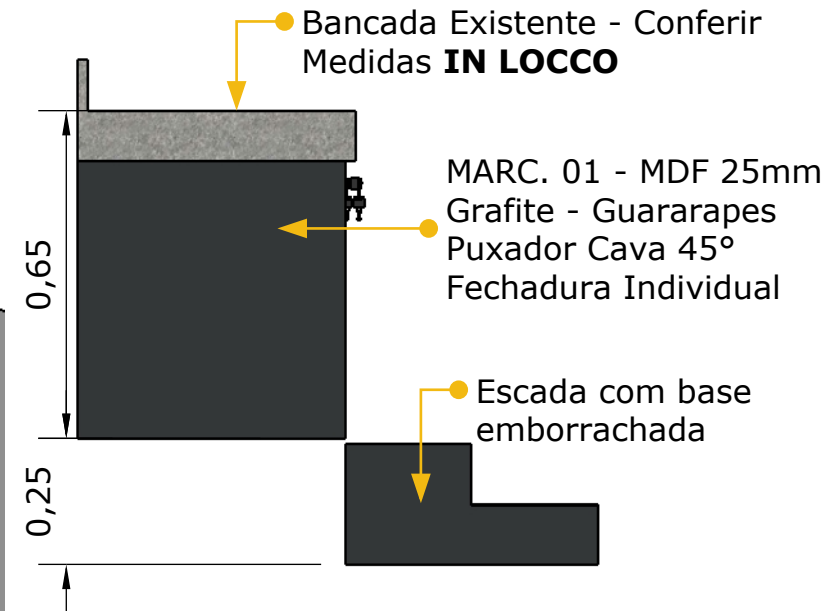 Bancada Existente - Conferir
Medidas IN LOCCO
MARC. 01 - MDF 25mm
Grafite - Guararapes
Puxador Cava 45°
Fechadura Individual
0,65
Escada com base
emborrachada
0,25